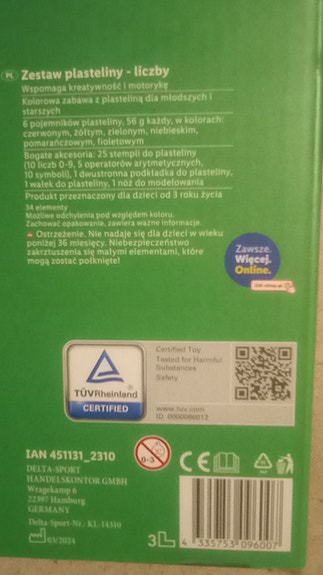 PL Zestaw plasteliny - liczby
Wspomaga kreatywność i motorykę
Kolorowa zabawa z plasteliną dla młodszych i
starszych
6 pojemników plasteliny, 56 g każdy, w kolorach:
czerwonym, żółtym, zielonym, niebieskim,
pomarańczowym, fioletowym
Bogate akcesoria: 25 stempli do plasteliny
(10 liczb 0-9, 5 operatorów arytmetycznych,
10 symboli), 1 dwustronna podkładka do plasteliny,
1 wałek do plasteliny, 1 nóż do modelowania
Produkt przeznaczony dla dzieci od 3 roku życia
34 elementy
Możliwe odchylenia pod względem koloru.
Zachować opakowanie, zawiera ważne informacje.
Ostrzeżenie. Nie nadaje się dla dzieci w wieku
poniżej 36 miesięcy. Niebezpieczeństwo
zakrztuszenia się małymi elementami, które
mogą zostać połknięte!
Zawsze.
Więcej.
Online.
TÜVRheinland
CERTIFIED
Certified Toy
Tested for Harmful
Substances
Safety
www.tuv.com
ID 0000086012
IAN 451131_2310
DELTA-SPORT
HANDELSKONTOR GMBH
Wragekamp 6
22397 Hamburg
GERMANY
Delta-Sport-Nr.: KL-14310
03/2024
0-3
CE
3
4 335753 096007